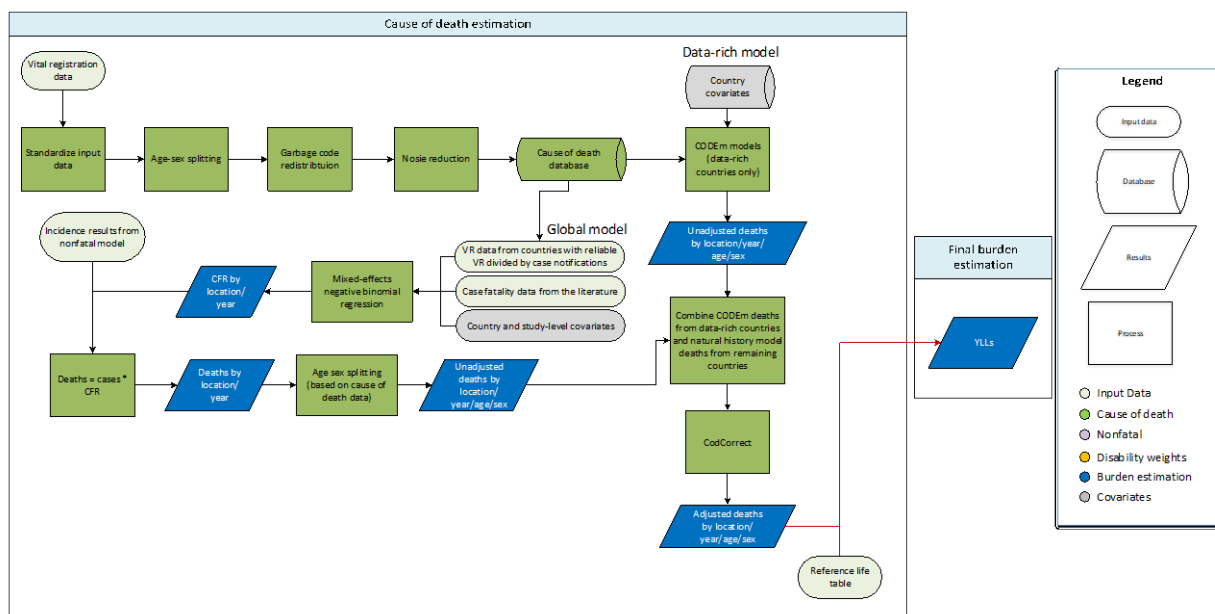 Cause of death estimation
Data-rich model
Vital registration
data
Country
covariates
Standardize input
data
Age-sex splitting
Garbage code
redistribtuion
Nosie reduction
Cause of death
database
CODEm models
(data-rich
countries only)
Incidence results from
nonfatal model
Global model
VR data from countries with reliable
VR divided by case notifications
Case fatality data from the literature
Country and study-level covariates
Mixed-effects
negative binomial
regression
CFR by
location/
year
Unadjusted deaths
by location/year/
age/sex
Combine CODEm deaths
from data-rich countries
and natural history model
deaths from remaining
countries
Deaths = cases *
CFR
Deaths by
location/
year
Age sex splitting
(based on cause of
death data)
Unadjusted
deaths by
location/
year/age/sex
CodCorrect
Adjusted deaths
by location/
year/age/sex
Reference life
table
Final burden
estimation
YLLs
Legend
Input data
Database
Results
Process
Input Data
Cause of death
Nonfatal
Disability weights
Burden estimation
Covariates